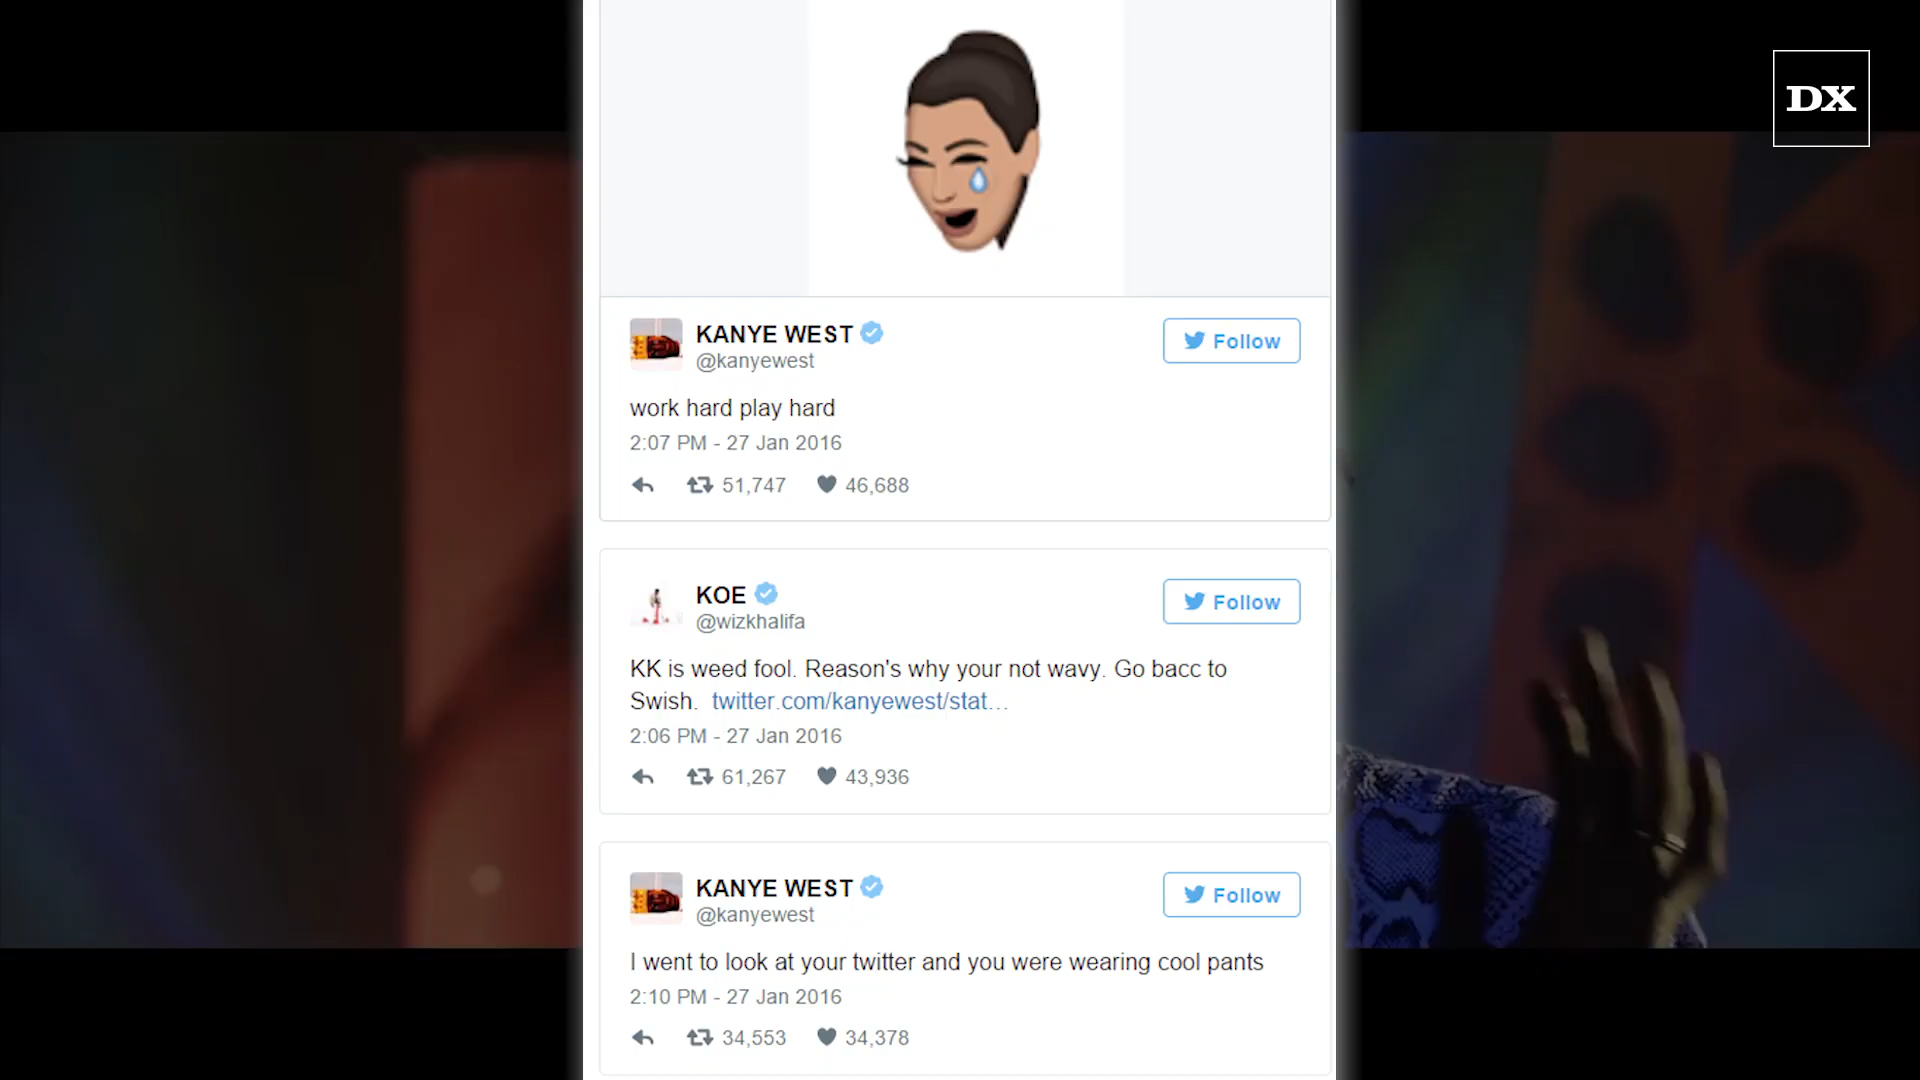 DX
KANYE WEST
@kanyewest
Follow
work hard play hard
2:07 PM - 27 Jan 2016
51,747 46,688
KOE
@wizkhalifa
Follow
KK is weed fool. Reason's why your not wavy. Go bacc to
Swish. twitter.com/kanyewest/stat…
2:06 PM - 27 Jan 2016
61,267 43,936
KANYE WEST
@kanyewest
Follow
I went to look at your twitter and you were wearing cool pants
2:10 PM - 27 Jan 2016
34,553 34,378